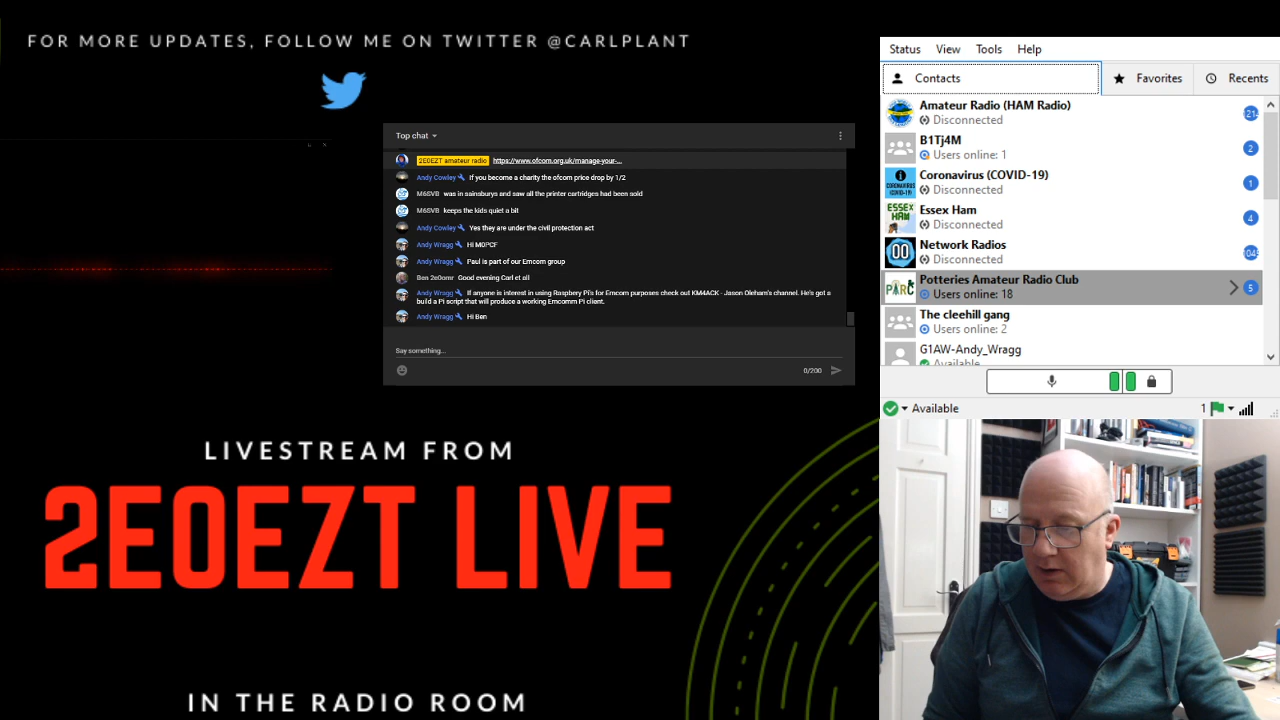 FOR MORE UPDATES, FOLLOW ME ON TWITTER @CARLPLANT
Top chat
2E0EZT amateur radio https://www.ofcom.org.uk/manage-your-...
Andy Cowley If you become a charity the ofcom price drop by 1/2
M6SVB was in sainsburys and saw all the printer cartridges had been sold
M6SVB keeps the kids quiet a bit
Andy Cowley Yes they are under the civil protection act
Andy Wragg Hi M0PCF
Andy Wragg Paul is part of our Emcom group
Ben 2e0omr Good evening Carl et all
Andy Wragg If anyone is interest in using Raspbery Pi's for Emcom purposes check out KM4ACK - Jason Oleham's channel. He's got a
build a Pi script that will produce a working Emcomm Pi client.
Andy Wragg Hi Ben
Say something...
0/200
LIVESTREAM FROM
2E0EZT LIVE
IN THE RADIO ROOM
Status View Tools Help
Contacts Favorites Recents
Amateur Radio (HAM Radio)
Disconnected
B1Tj4M
Users online: 1
2
Coronavirus (COVID-19)
Disconnected
1
Essex Ham
Disconnected
4
Network Radios
Disconnected
Potteries Amateur Radio Club
Users online: 18
5
The cleehill gang
Users online: 2
G1AW-Andy_Wragg
Available
Available
1
CORONAVIRUS
(COVID-19)
ESSEX
HAM
PARC